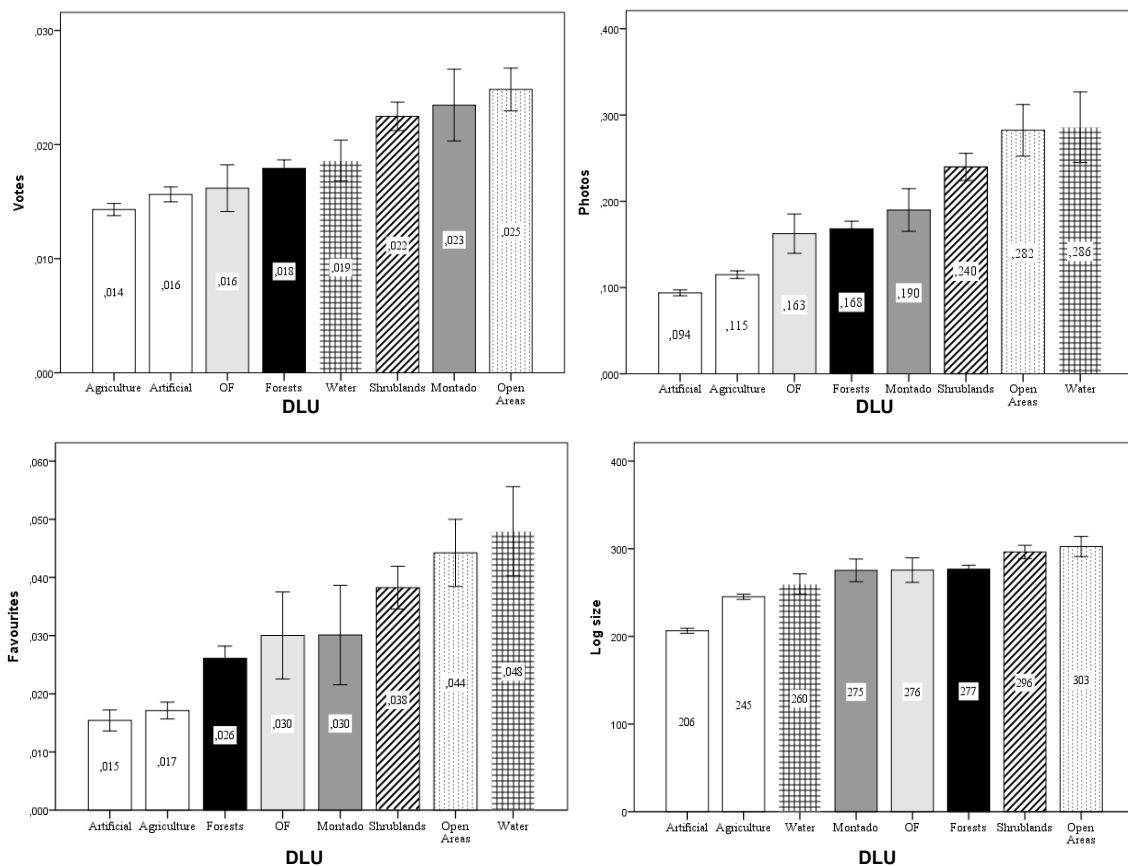 ,030
,020
,010
,000
Votes
,014
,016
,016
,018
,019
,022
,023
,025
Agriculture
Artificial
OF
Forests
Water
Shrublands
Montado
Open
Areas
DLU
,400
,300
,200
,100
,000
Photos
,094
,115
,163
,168
,190
,240
,282
,286
Artificial
Agriculture
OF
Forests
Montado
Shrublands
Open
Areas
Water
DLU
,060
,050
,040
,030
,020
,010
,000
Favourites
,015
,017
,026
,030
,030
,038
,044
,048
Artificial
Agriculture
Forests
OF
Montado
Shrublands
Open
Areas
Water
DLU
400
300
200
100
0
Log size
206
245
260
275
276
277
296
303
Artificial
Agriculture
Water
Montado
OF
Forests
Shrublands
Open
Areas
DLU